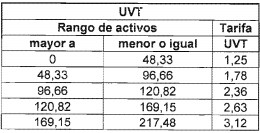 UVT
Rango de activos Tarifa
mayor a menor o igual UVT
0 48,33 1,25
48,33 96,66 1,78
96,66 120,82 2,36
120,82 169,15 2,63
169,15 217,48 3,12